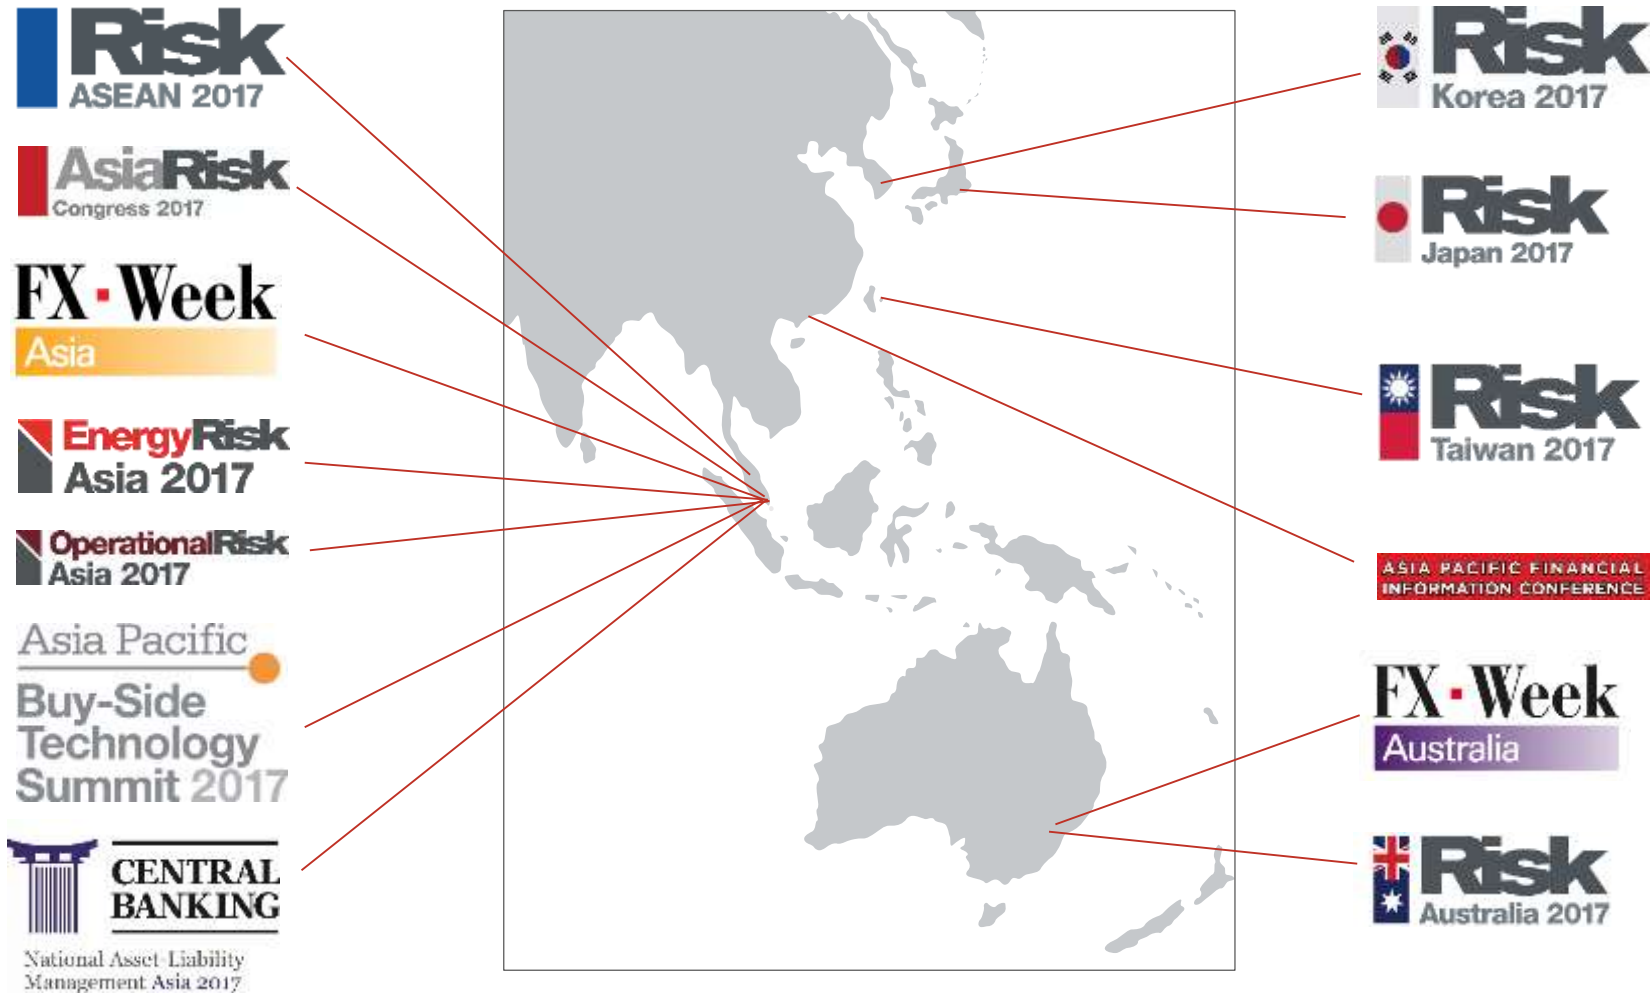 Risk
ASEAN 2017
AsiaRisk
Congress 2017
FX·Week
Asia
EnergyRisk
Asia 2017
OperationalRisk
Asia 2017
Asia Pacific
Buy-Side
Technology
Summit 2017
CENTRAL
BANKING
National Asset-Liability
Management Asia 2017
Risk
Korea 2017
Risk
Japan 2017
Risk
Taiwan 2017
ASIA PACIFIC FINANCIAL
INFORMATION CONFERENCE
FX·Week
Australia
Risk
Australia 2017